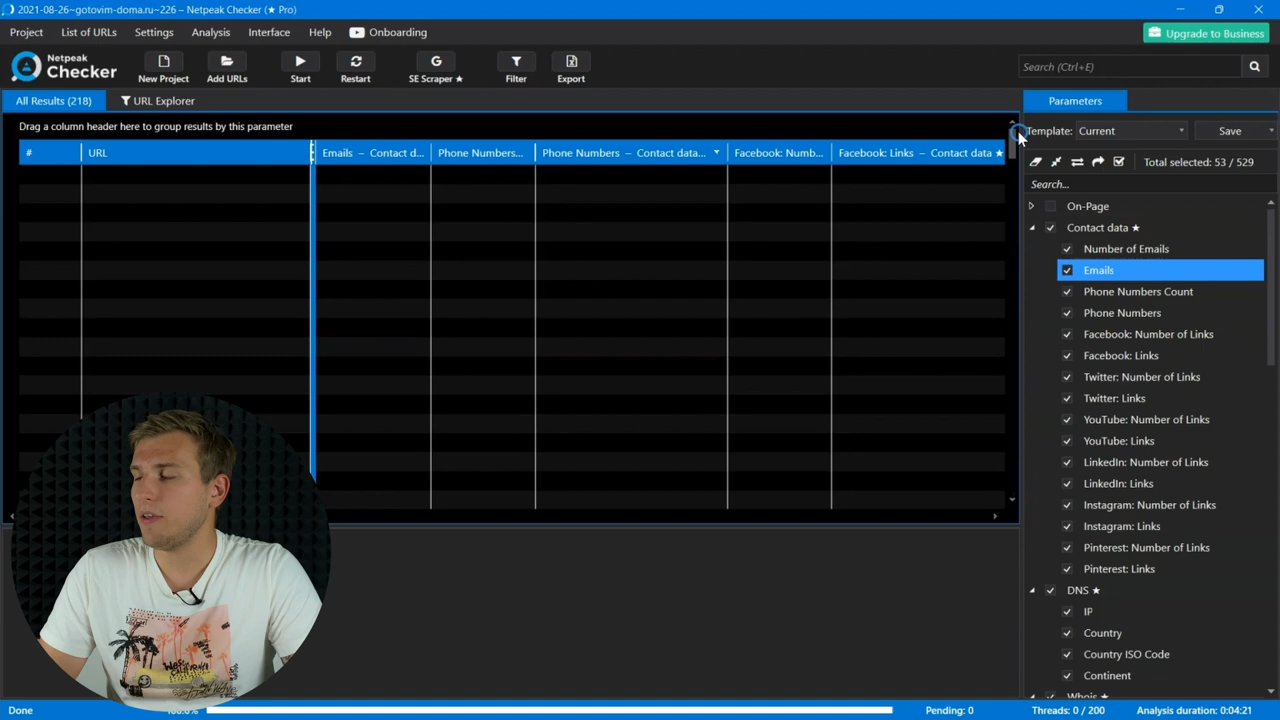 2021-08-26~gotovim-doma.ru~226 – Netpeak Checker (★ Pro)
Project List of URLs Settings Analysis Interface Help Onboarding Upgrade to Business
Netpeak Checker
New Project Add URLs Start Restart SE Scraper ★ Filter Export Search (Ctrl+E)
All Results (218) URL Explorer Parameters
Drag a column header here to group results by this parameter
Template: Current Save
# URL Emails – Contact d... Phone Numbers... Phone Numbers – Contact data... Facebook: Numb... Facebook: Links – Contact data ★
Total selected: 53 / 529
Search...
On-Page
Contact data ★
Number of Emails
Emails
Phone Numbers Count
Phone Numbers
Facebook: Number of Links
Facebook: Links
Twitter: Number of Links
Twitter: Links
YouTube: Number of Links
YouTube: Links
LinkedIn: Number of Links
LinkedIn: Links
Instagram: Number of Links
Instagram: Links
Pinterest: Number of Links
Pinterest: Links
DNS ★
IP
Country
Country ISO Code
Continent
Whois ★
Done 100.0% Pending: 0 Threads: 0 / 200 Analysis duration: 0:04:21